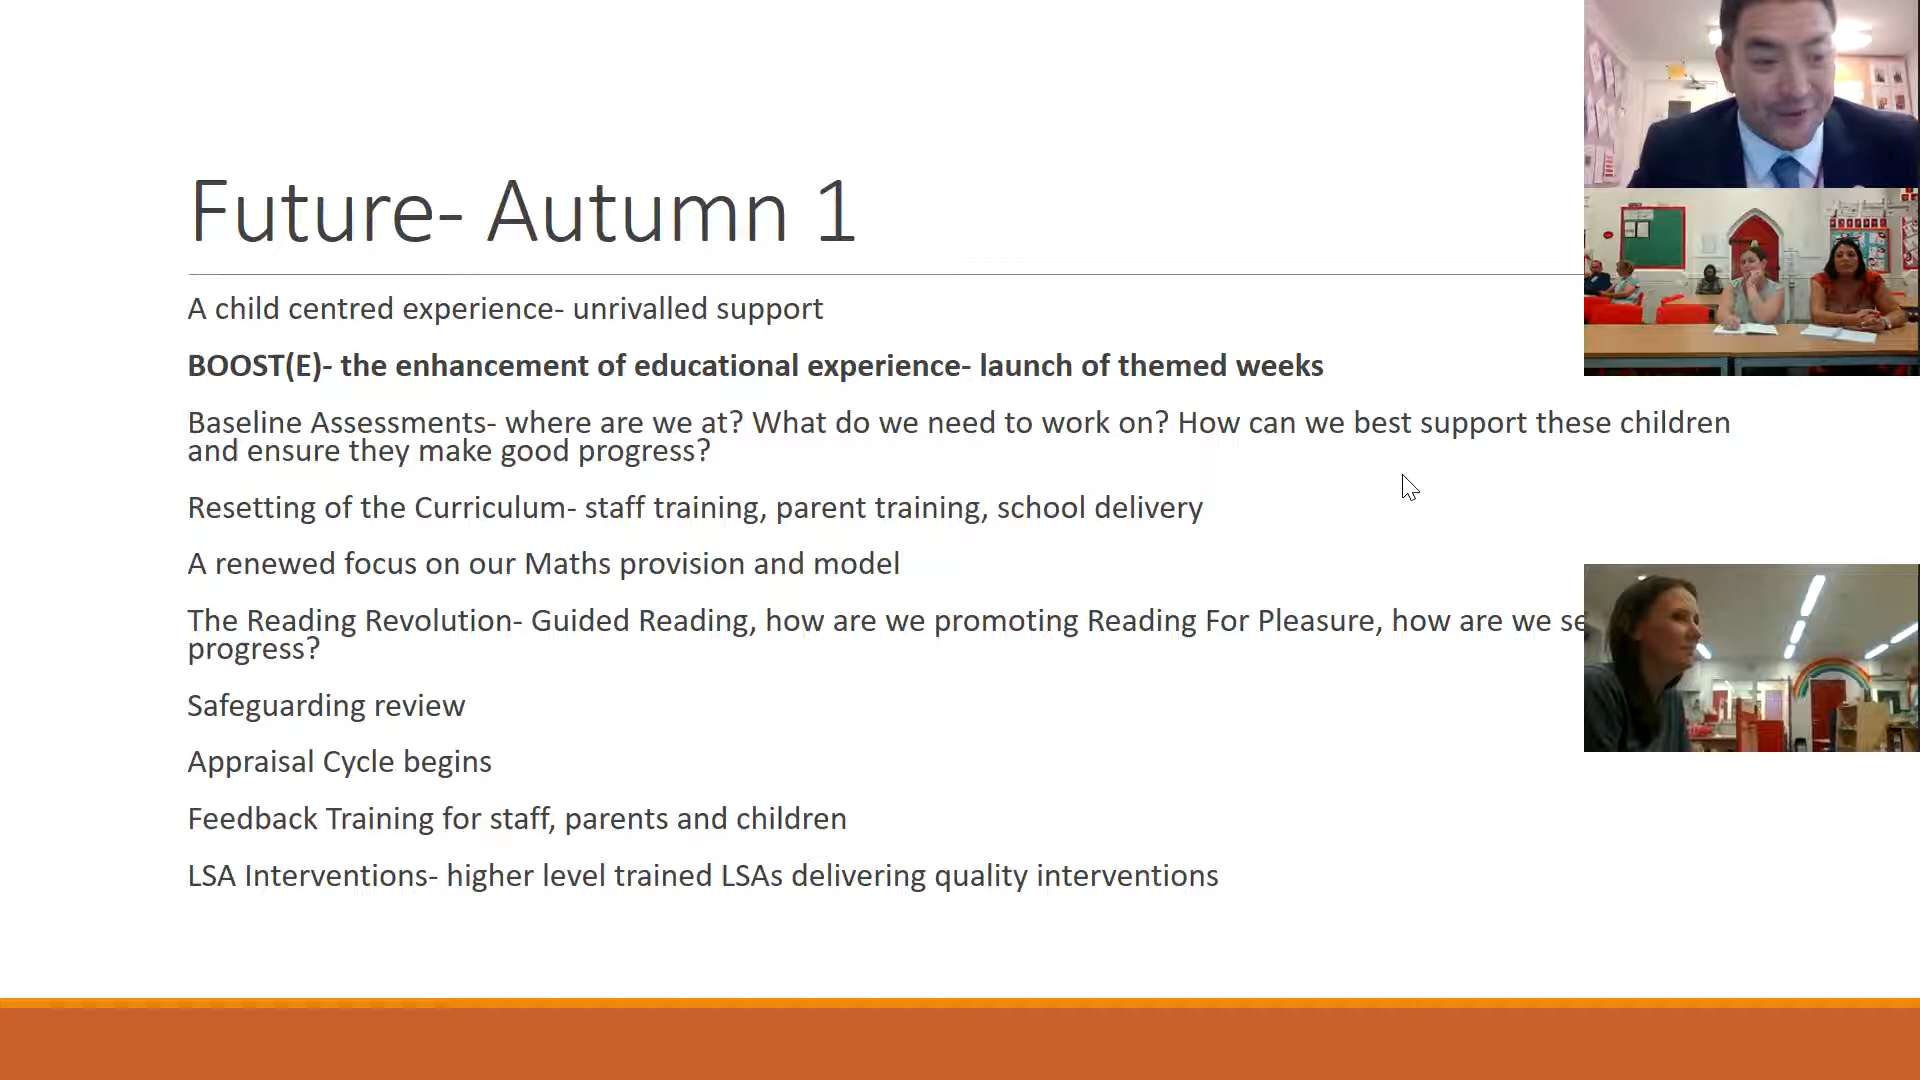 Future- Autumn 1
A child centred experience- unrivalled support
BOOST(E)- the enhancement of educational experience- launch of themed weeks
Baseline Assessments- where are we at? What do we need to work on? How can we best support these children
and ensure they make good progress?
Resetting of the Curriculum- staff training, parent training, school delivery
A renewed focus on our Maths provision and model
The Reading Revolution- Guided Reading, how are we promoting Reading For Pleasure, how are we
progress?
Safeguarding review
Appraisal Cycle begins
Feedback Training for staff, parents and children
LSA Interventions- higher level trained LSAs delivering quality interventions